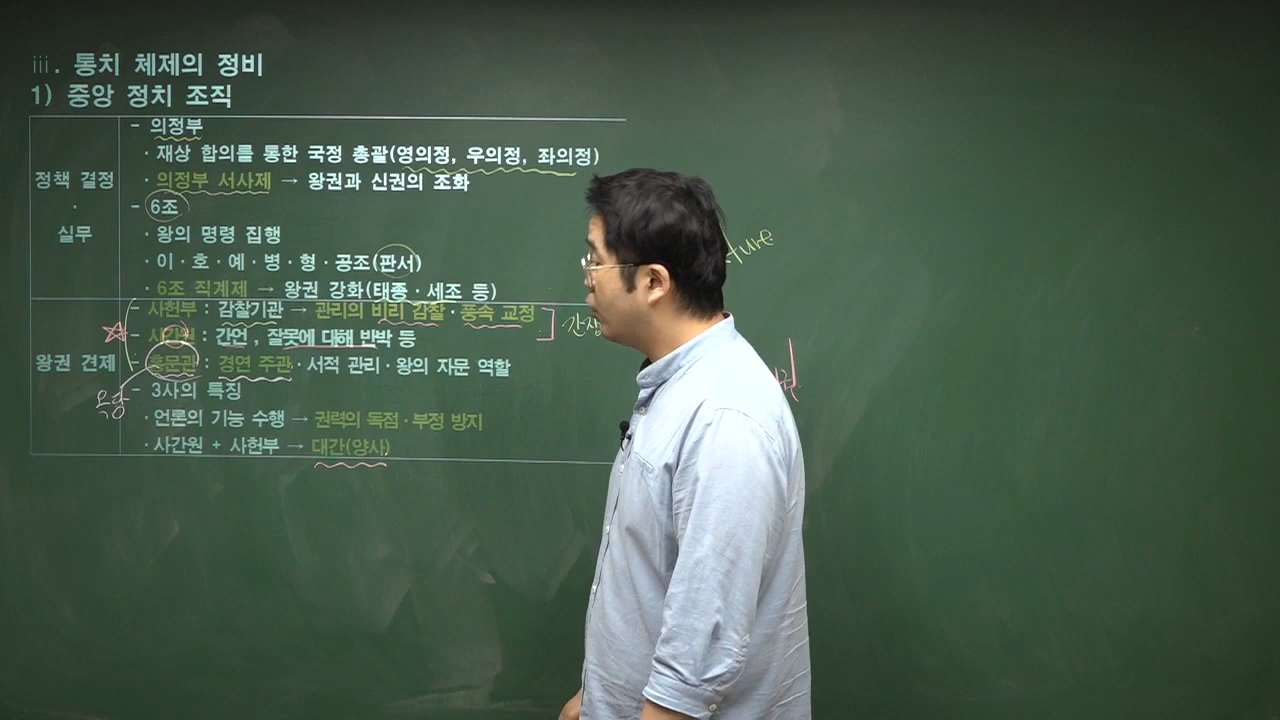 ⅲ. 통치 체제의 정비
1) 중앙 정치 조직
정책 결정
·
실무
- 의정부
· 재상 합의를 통한 국정 총괄(영의정, 우의정, 좌의정)
· 의정부 서사제 → 왕권과 신권의 조화
- 6조
· 왕의 명령 집행
· 이 · 호 · 예 · 병 · 형 · 공조(판서)
· 6조 직계제 → 왕권 강화(태종 · 세조 등)
왕권 견제
- 사헌부 : 감찰기관 → 관리의 비리 감찰 · 풍속 교정
- 사간원 : 간언 , 잘못에 대해 반박 등
- 홍문관 : 경연 주관 · 서적 관리 · 왕의 자문 역할
- 3사의 특징
· 언론의 기능 수행 → 권력의 독점 · 부정 방지
· 사간원 + 사헌부 → 대간(양사)
옥당
ture